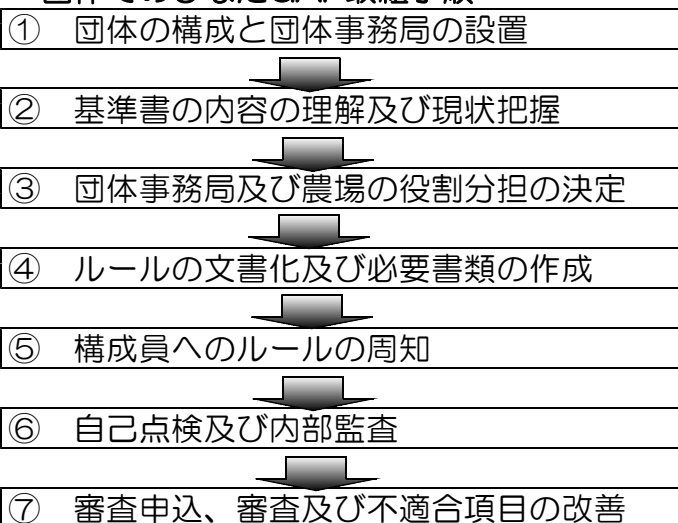 ① 団体の構成と団体事務局の設置
② 基準書の内容の理解及び現状把握
③ 団体事務局及び農場の役割分担の決定
④ ルールの文書化及び必要書類の作成
⑤ 構成員へのルールの周知
⑥ 自己点検及び内部監査
⑦ 審査申込、審査及び不適合項目の改善